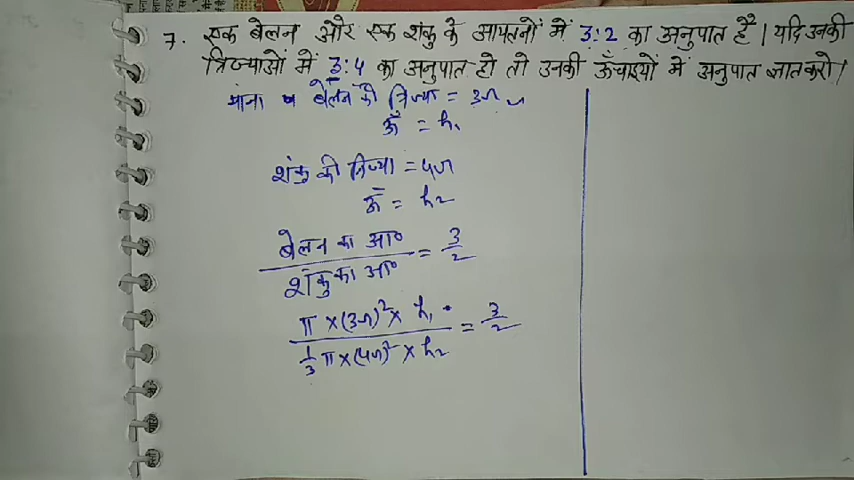 7. एक बेलन और एक शंकु के आयतनों में 3:2 का अनुपात है। यदि उनकी
त्रिज्याओं में 3:4 का अनुपात हो तो उनकी ऊँचाइयों में अनुपात ज्ञात करो।
माना बेलन की त्रिज्या = 3r
ऊँ = h₁
शंकु की त्रिज्या = 4r
ऊँ = h₂
बेलन का आ० / शंकु का आ० = 3/2
π×(3r)²×h₁ / ⅓π×(4r)²×h₂ = 3/2